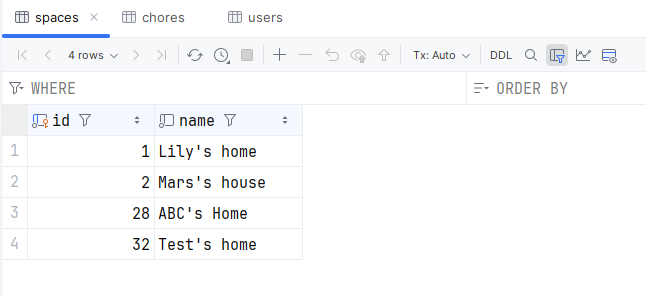 spaces chores users
4 rows Tx: Auto DDL
WHERE ORDER BY
id name
1 1 Lily's home
2 2 Mars's house
3 28 ABC's Home
4 32 Test's home